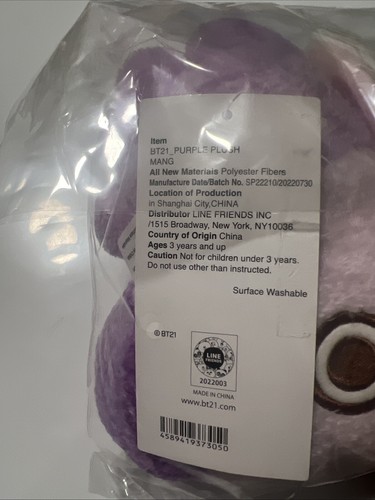 Item
BT21_PURPLE PLUSH
MANG
All New Materials Polyester Fibers
Manufacture Date/Batch No. SP22210/20220730
Location of Production
in Shanghai City,CHINA
Distributor LINE FRIENDS INC
/1515 Broadway, New York, NY10036
Country of Origin China
Ages 3 years and up
Caution Not for children under 3 years.
Do not use other than instructed.
Surface Washable
© BT21
LINE
FRIENDS
2022003
MADE IN CHINA
www.bt21.com
4589419373050